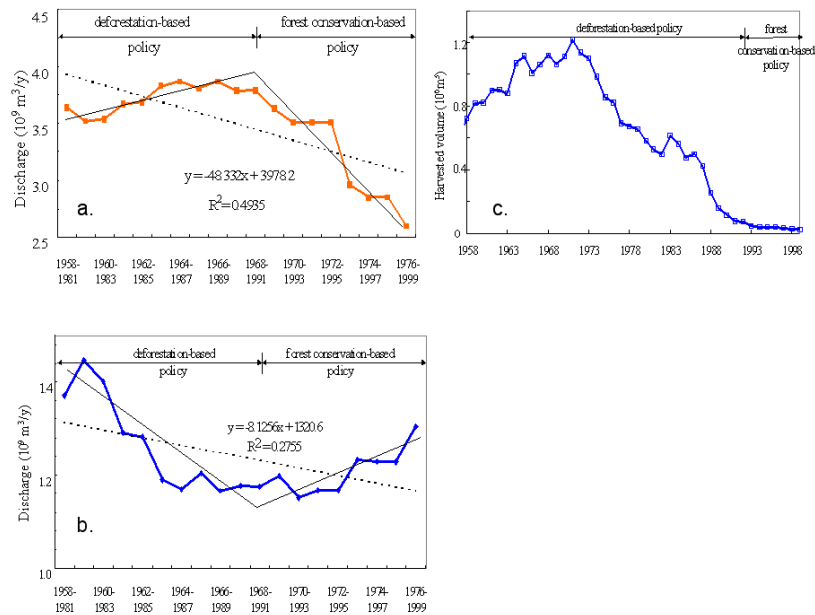 4.5
4.0
3.5
3.0
2.5
Discharge (10⁹ m³/y)
deforestation-based
policy
forest conservation-based
policy
y=-48.332x+3978.2
R²=0.4935
a.
1958-
1981
1960-
1983
1962-
1985
1964-
1987
1966-
1989
1968-
1991
1970-
1993
1972-
1995
1974-
1997
1976-
1999
1.2
0.8
0.4
0
Harvested volume (10⁶m³)
deforestation-based policy
forest
conservation-based
policy
c.
1958
1963
1968
1973
1978
1983
1988
1993
1998
1.4
1.2
1.0
Discharge (10⁹ m³/y)
deforestation-based
policy
forest conservation-based
policy
y=-8.1256x+1320.6
R²=0.2755
b.
1958-
1981
1960-
1983
1962-
1985
1964-
1987
1966-
1989
1968-
1991
1970-
1993
1972-
1995
1974-
1997
1976-
1999